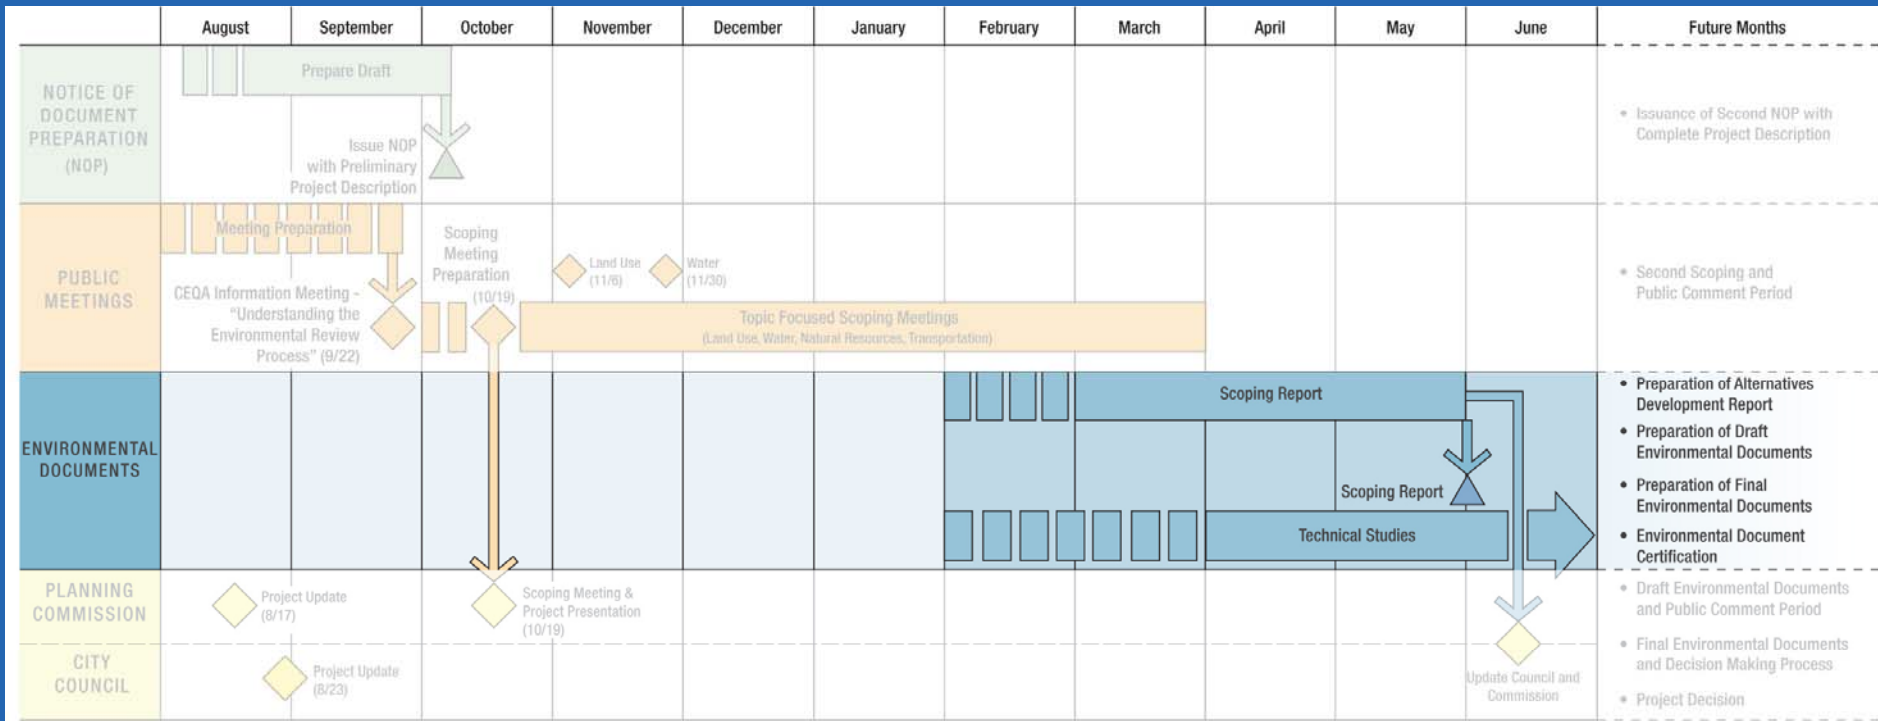 August September October November December January February March April May June Future Months
NOTICE OF
DOCUMENT
PREPARATION
(NOP)
Prepare Draft
Issue NOP
with Preliminary
Project Description
• Issuance of Second NOP with
Complete Project Description
PUBLIC
MEETINGS
Meeting Preparation
CEQA Information Meeting -
"Understanding the
Environmental Review
Process" (9/22)
Scoping
Meeting
Preparation
(10/19)
Land Use
(11/6)
Water
(11/30)
Topic Focused Scoping Meetings
(Land Use, Water, Natural Resources, Transportation)
• Second Scoping and
Public Comment Period
ENVIRONMENTAL
DOCUMENTS
Scoping Report
Scoping Report
Technical Studies
• Preparation of Alternatives
Development Report
• Preparation of Draft
Environmental Documents
• Preparation of Final
Environmental Documents
• Environmental Document
Certification
PLANNING
COMMISSION
Project Update
(8/17)
Scoping Meeting &
Project Presentation
(10/19)
• Draft Environmental Documents
and Public Comment Period
CITY
COUNCIL
Project Update
(8/23)
Update Council and
Commission
• Final Environmental Documents
and Decision Making Process
• Project Decision